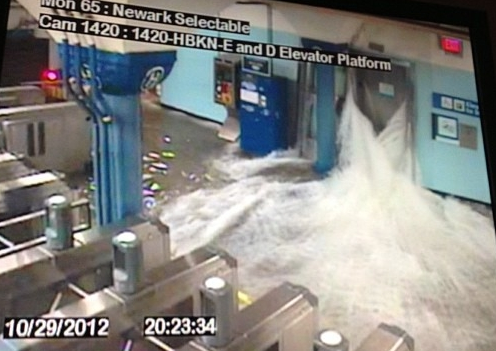 Mon 65 : Newark Selectable
Cam 1420 : 1420-HBKN-E and D Elevator Platform
10/29/2012 20:23:34